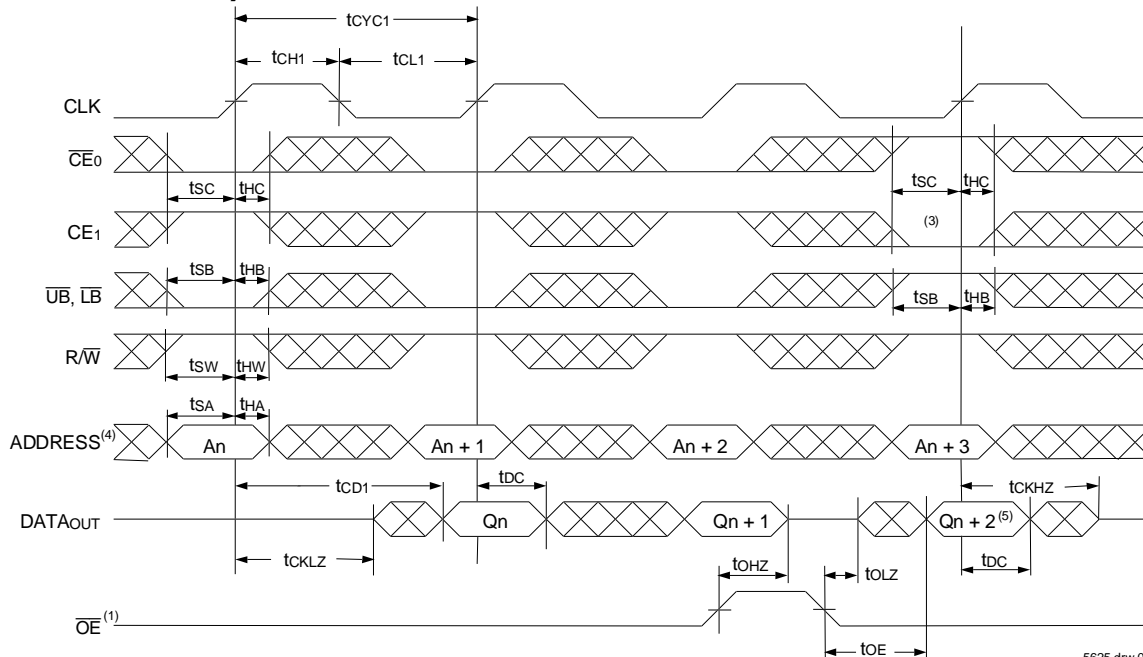 tCYC1
tCH1 tCL1
CLK
CE0
tSC tHC tSC tHC
CE1 (3)
tSB tHB
UB, LB tSB tHB
R/W
tSW tHW
tSA tHA
ADDRESS(4) An An + 1 An + 2 An + 3
tCD1 tDC tCKHZ
DATAOUT Qn Qn + 1 Qn + 2(5)
tCKLZ tOHZ tOLZ tDC
OE(1)
tOE